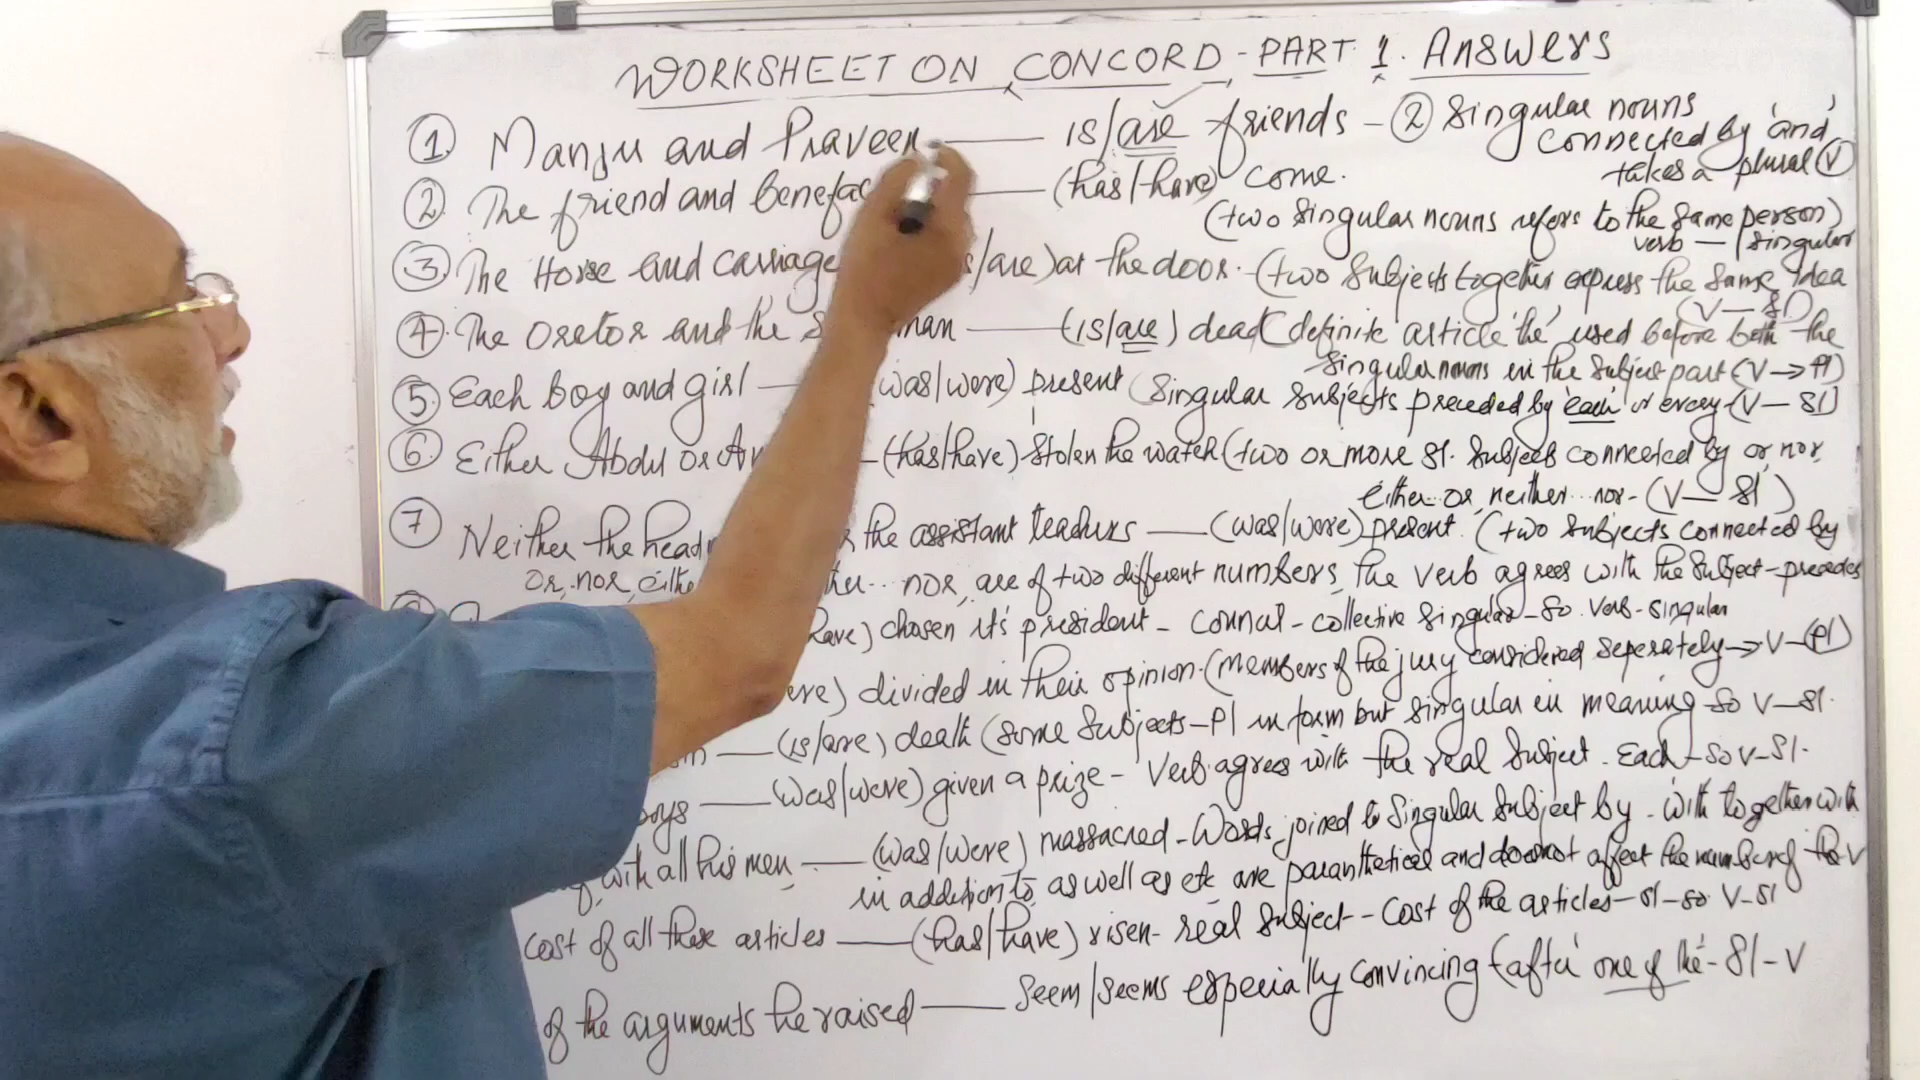 WORKSHEET ON CONCORD - PART 1. Answers
1 Manju and Praveen —— is/are friends - 2 Singular nouns
connected by 'and'
takes a plural V
2 The friend and benefac —— (has/have) come.
(two singular nouns refers to the same person)
verb — singular
3 The Horse and carriage s/are) at the door. - (two subjects together express the same idea
(V — Sl)
4. The Orator and the S man —— (is/are) dead (definite article 'the' used before both the
singular nouns in the subject part (V → Pl)
5 Each boy and girl — (was/were) present (Singular subjects preceded by each or every - (V — Sl)
6 Either Abdul or A — (has/have) stolen the watch (two or more Sl. subjects connected by or, nor,
either..or, neither...nor - (V — Sl)
7 Neither the head the assistant teachers —— (was/were) present. (two subjects connected by
or, nor, eithe ther... nor, are of two different numbers, the verb agrees with the subject - precedes
have) chosen it's president - - collective singular - so verb - singular
ere) divided in their opinion. (members of the jury considered seperately → V - (Pl)
— (is/are) death (some subjects - Pl in form but singular in meaning - so V - Sl.
oys —— was/were) given a prize - Verb agrees with the real subject. Each - so V - Sl.
with all his men —— (was/were) massacred - Words joined to singular subject by - with together with
in addition to, as well as etc are paranthetical and do not affect the number of the V
cost of all these articles —— (has/have) risen - real subject - cost of the articles - Sl - so V - Sl
of the arguments he raised —— seem/seems especially convincing (after 'one of the' - Sl - V